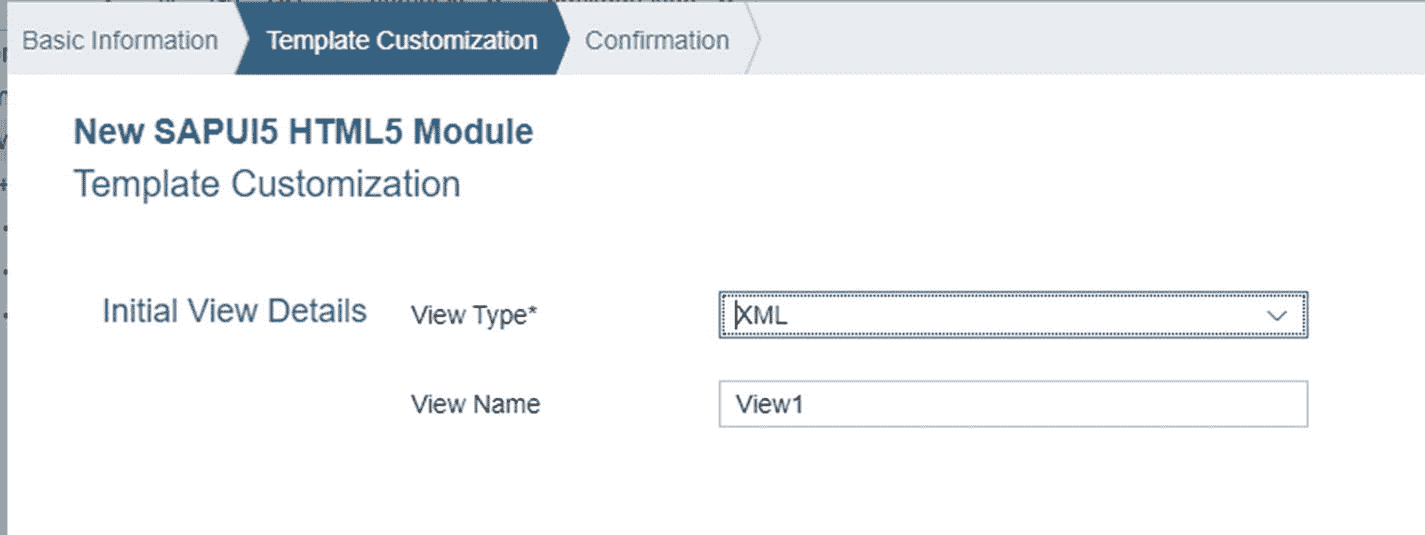 Basic Information Template Customization Confirmation
New SAPUI5 HTML5 Module
Template Customization
Initial View Details View Type* XML
View Name View1